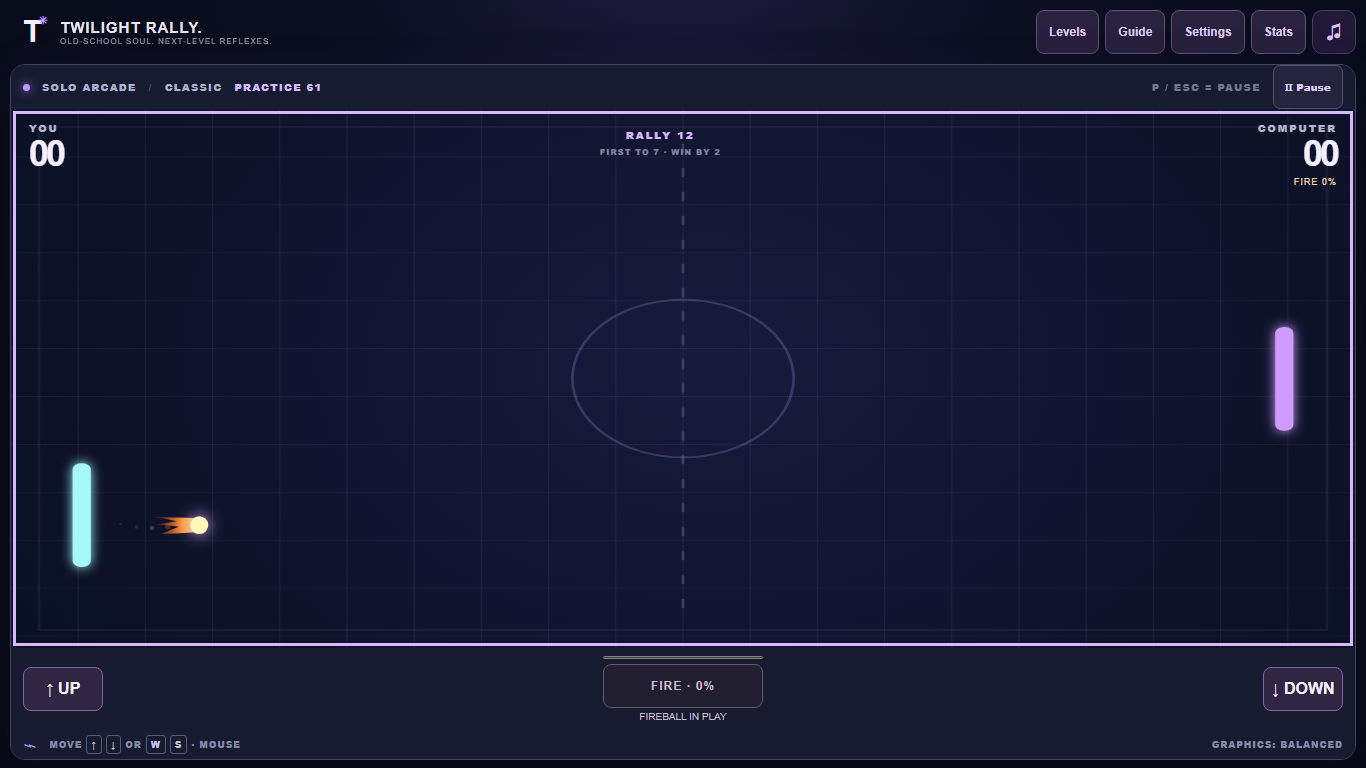 T*
TWILIGHT RALLY.
OLD-SCHOOL SOUL. NEXT-LEVEL REFLEXES.
Levels
Guide
Settings
Stats
SOLO ARCADE / CLASSIC PRACTICE 61
P / ESC = PAUSE
II Pause
YOU
00
RALLY 12
FIRST TO 7 · WIN BY 2
COMPUTER
00
FIRE 0%
↑ UP
FIRE · 0%
FIREBALL IN PLAY
↓ DOWN
MOVE ↑ ↓ OR W S · MOUSE
GRAPHICS: BALANCED